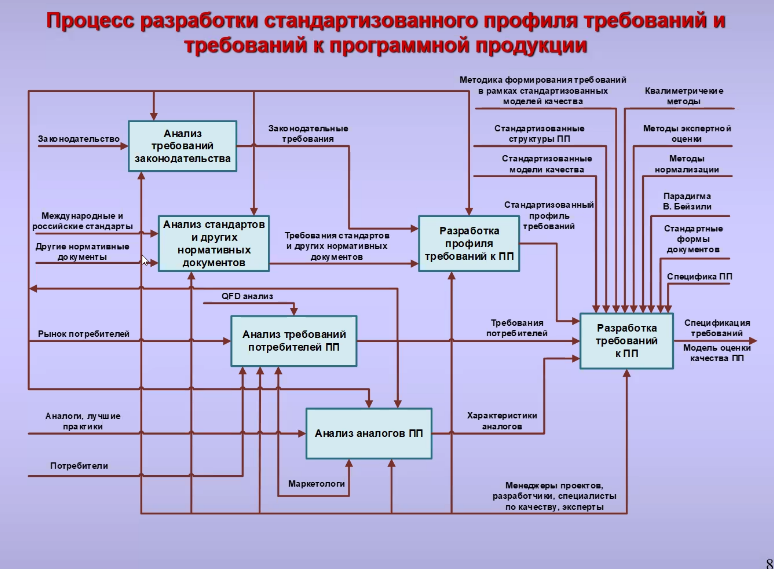 Процесс разработки стандартизованного профиля требований и
требований к программной продукции
Методика формирования требований
в рамках стандартизованных
моделей качества
Квалиметричекие
методы
Анализ
требований
законодательства
Законодательство
Законодательные
требования
Стандартизованные
структуры ПП
Методы экспертной
оценки
Стандартизованные
модели качества
Методы
нормализации
Парадигма
В. Бейзили
Стандартизованный
профиль
требований
Международные и
российские стандарты
Анализ стандартов
и других
нормативных
документов
Другие нормативные
документы
Требования стандартов
и других нормативных
документов
Разработка
профиля
требований к ПП
Стандартные
формы
документов
Специфика ПП
QFD анализ
Рынок потребителей
Анализ требований
потребителей ПП
Требования
потребителей
Разработка
требований
к ПП
Спецификация
требований
Модель оценки
качества ПП
Аналоги, лучшие
практики
Анализ аналогов ПП
Характеристики
аналогов
Потребители
Маркетологи
Менеджеры проектов,
разработчики, специалисты
по качеству, эксперты
8